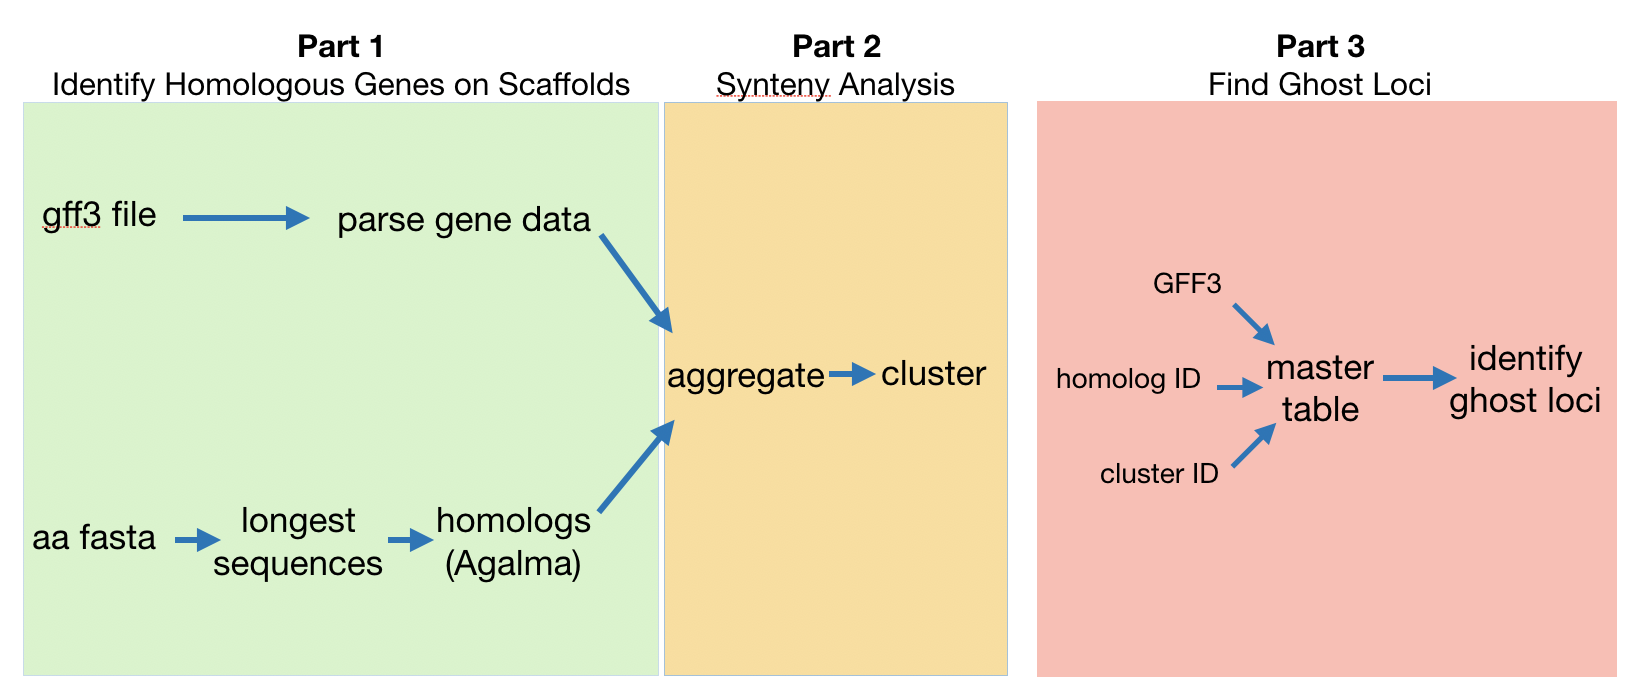 Part 1
Identify Homologous Genes on Scaffolds
Part 2
Synteny Analysis
Part 3
Find Ghost Loci
gff3 file
parse gene data
aa fasta
longest
sequences
homologs
(Agalma)
aggregate
cluster
GFF3
homolog ID
cluster ID
master
table
identify
ghost loci